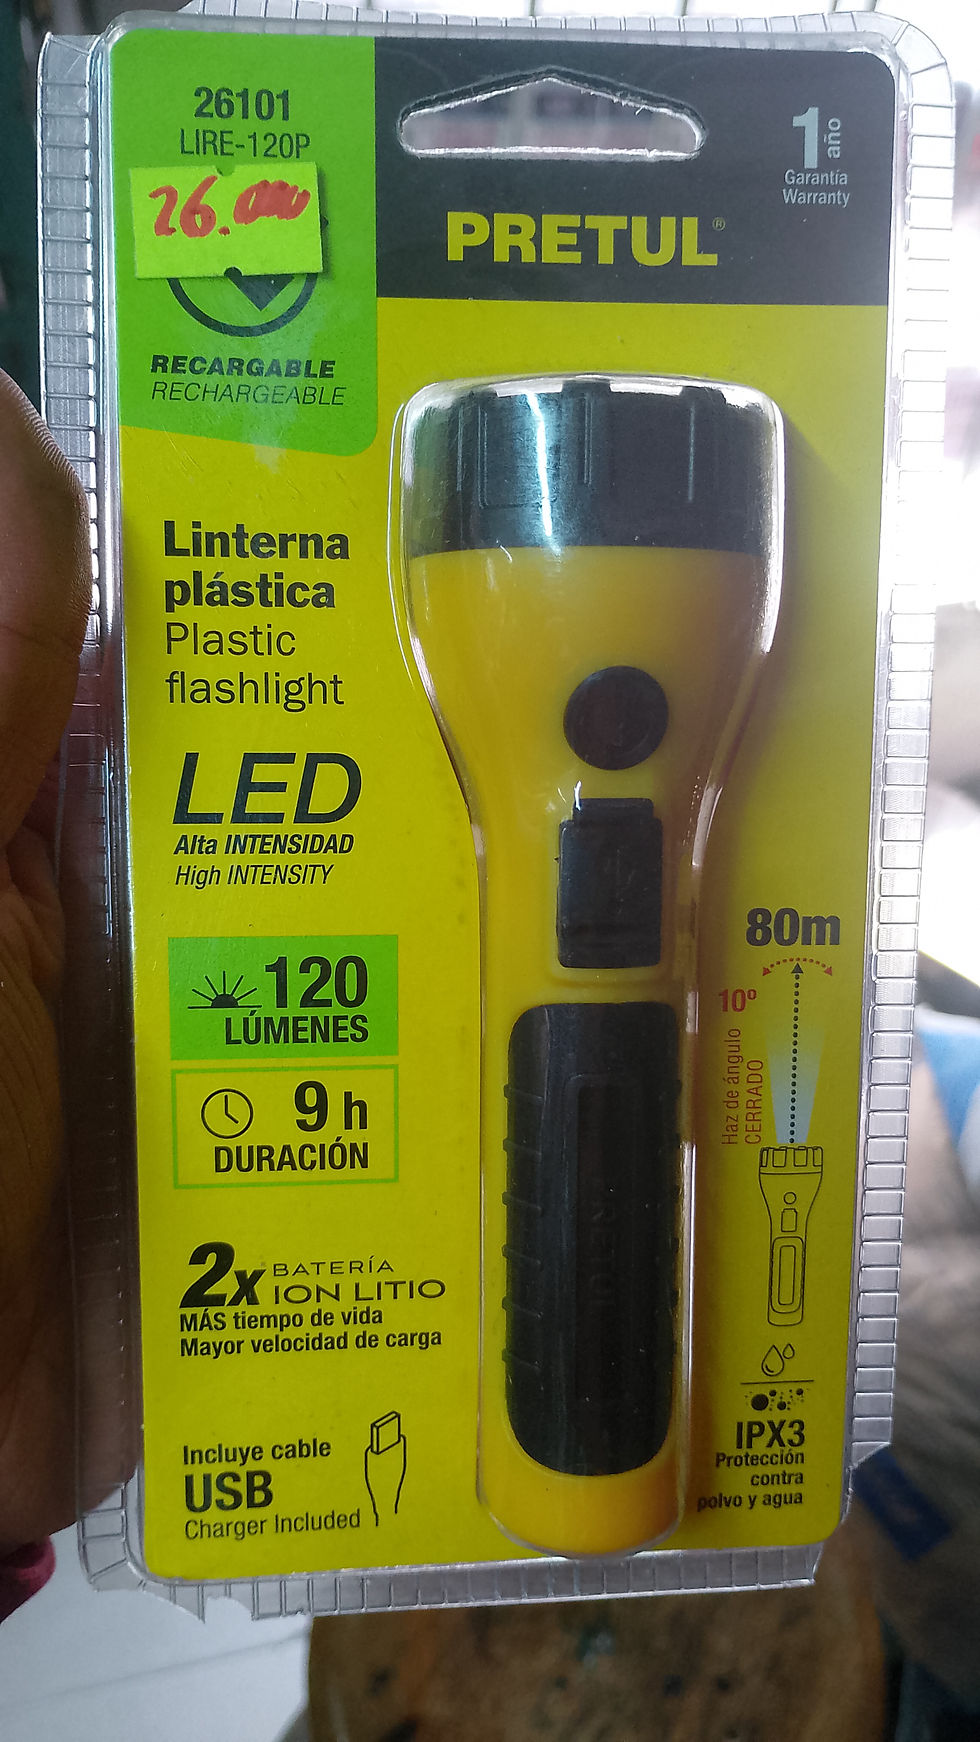 26101
LIRE-120P
26.000
RECARGABLE
RECHARGEABLE
1 año
Garantía
Warranty
PRETUL®
Linterna
plástica
Plastic
flashlight
LED
Alta INTENSIDAD
High INTENSITY
120
LÚMENES
9 h
DURACIÓN
2x BATERÍA
ION LITIO
MÁS tiempo de vida
Mayor velocidad de carga
Incluye cable
USB
Charger Included
80m
10º
Haz de ángulo
CERRADO
IPX3
Protección
contra
polvo y agua